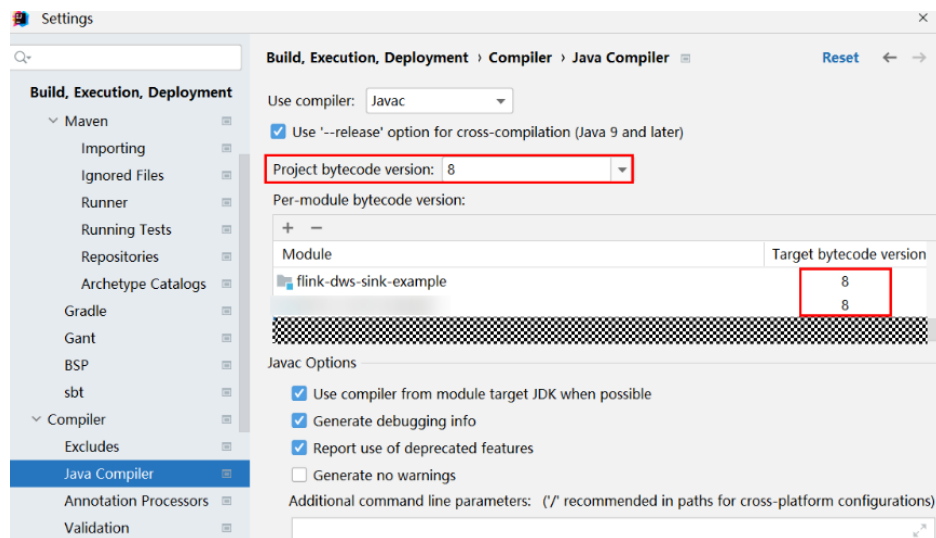 Settings
Build, Execution, Deployment
Maven
Importing
Ignored Files
Runner
Running Tests
Repositories
Archetype Catalogs
Gradle
Gant
BSP
sbt
Compiler
Excludes
Java Compiler
Annotation Processors
Validation
Build, Execution, Deployment › Compiler › Java Compiler
Reset
Use compiler: Javac
Use '--release' option for cross-compilation (Java 9 and later)
Project bytecode version: 8
Per-module bytecode version:
Module Target bytecode version
flink-dws-sink-example 8
8
Javac Options
Use compiler from module target JDK when possible
Generate debugging info
Report use of deprecated features
Generate no warnings
Additional command line parameters: ('/' recommended in paths for cross-platform configurations)